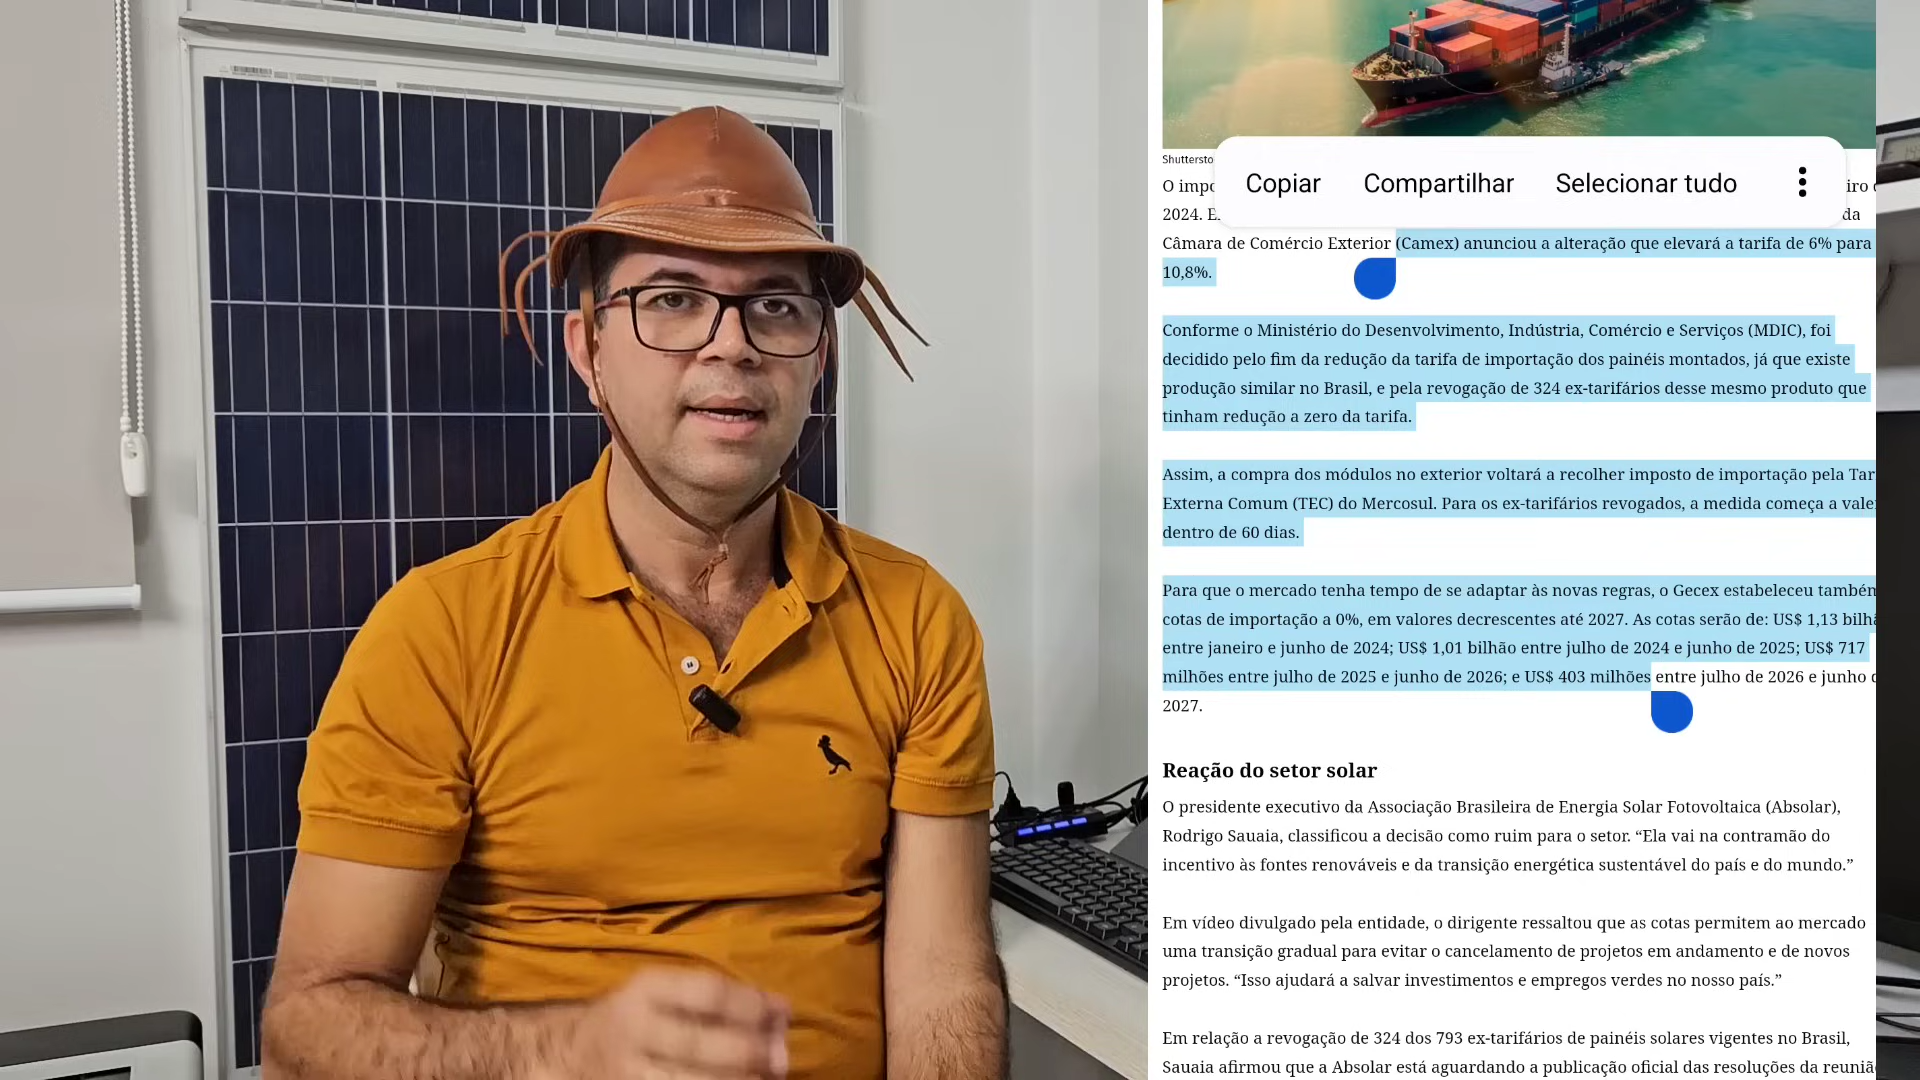 Shuttersto
Copiar Compartilhar Selecionar tudo
O impo
2024. E
da
Câmara de Comércio Exterior (Camex) anunciou a alteração que elevará a tarifa de 6% para
10,8%.
Conforme o Ministério do Desenvolvimento, Indústria, Comércio e Serviços (MDIC), foi
decidido pelo fim da redução da tarifa de importação dos painéis montados, já que existe
produção similar no Brasil, e pela revogação de 324 ex-tarifários desse mesmo produto que
tinham redução a zero da tarifa.
Assim, a compra dos módulos no exterior voltará a recolher imposto de importação pela Tar
Externa Comum (TEC) do Mercosul. Para os ex-tarifários revogados, a medida começa a vale
dentro de 60 dias.
Para que o mercado tenha tempo de se adaptar às novas regras, o Gecex estabeleceu também
cotas de importação a 0%, em valores decrescentes até 2027. As cotas serão de: US$ 1,13 bilhã
entre janeiro e junho de 2024; US$ 1,01 bilhão entre julho de 2024 e junho de 2025; US$ 717
milhões entre julho de 2025 e junho de 2026; e US$ 403 milhões entre julho de 2026 e junho d
2027.
Reação do setor solar
O presidente executivo da Associação Brasileira de Energia Solar Fotovoltaica (Absolar),
Rodrigo Sauaia, classificou a decisão como ruim para o setor. “Ela vai na contramão do
incentivo às fontes renováveis e da transição energética sustentável do país e do mundo.”
Em vídeo divulgado pela entidade, o dirigente ressaltou que as cotas permitem ao mercado
uma transição gradual para evitar o cancelamento de projetos em andamento e de novos
projetos. “Isso ajudará a salvar investimentos e empregos verdes no nosso país.”
Em relação a revogação de 324 dos 793 ex-tarifários de painéis solares vigentes no Brasil,
Sauaia afirmou que a Absolar está aguardando a publicação oficial das resoluções da reuniã